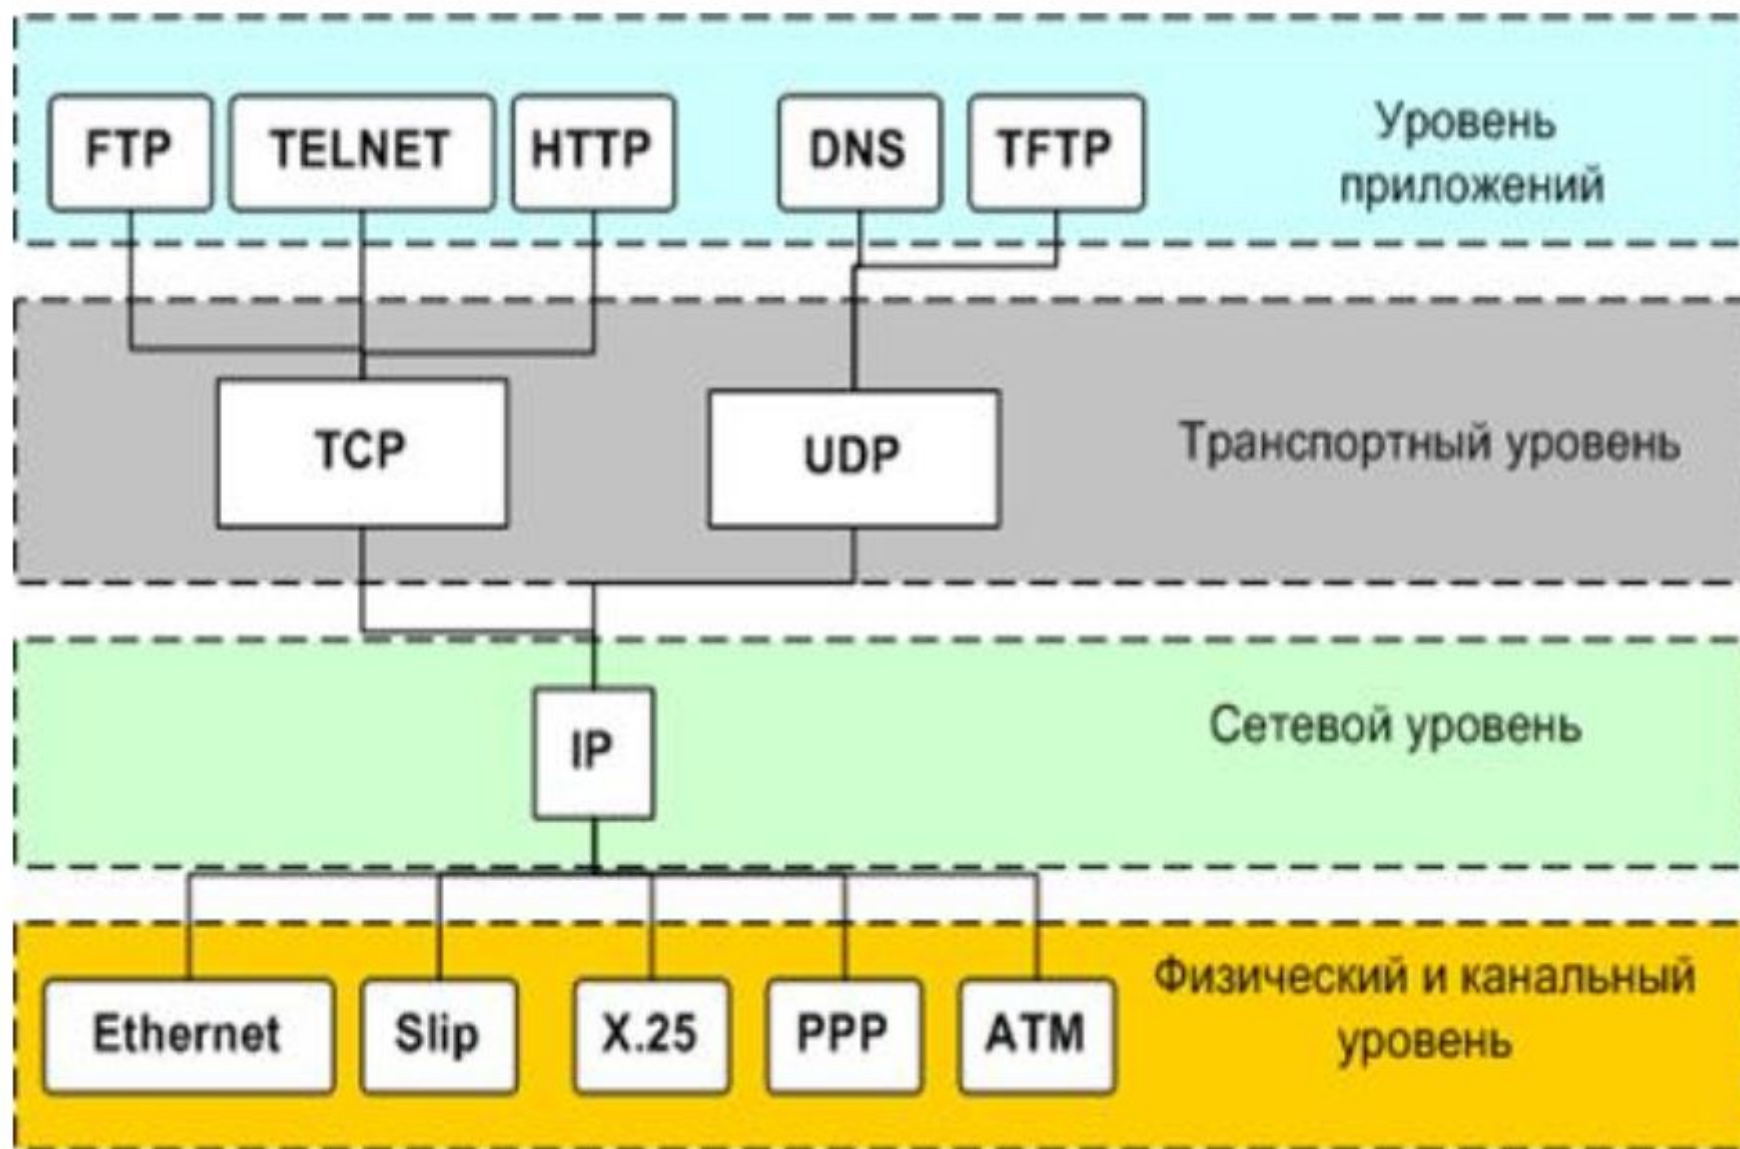 FTP TELNET HTTP DNS TFTP
Уровень
приложений
TCP UDP Транспортный уровень
IP Сетевой уровень
Физический и канальный
уровень
Ethernet Slip X.25 PPP ATM